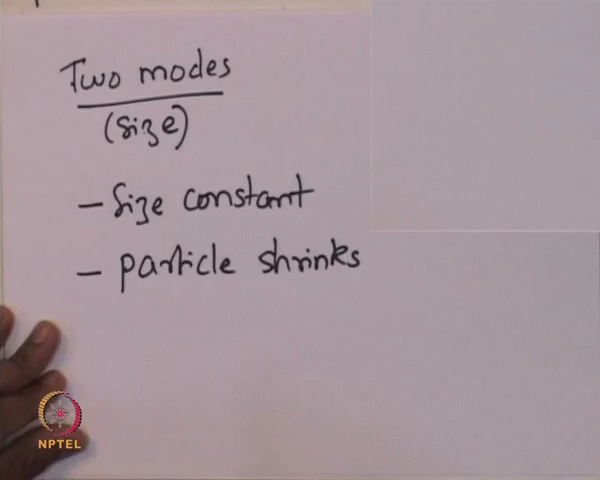 Two modes
(size)
- size constant
- particle shrinks
NPTEL